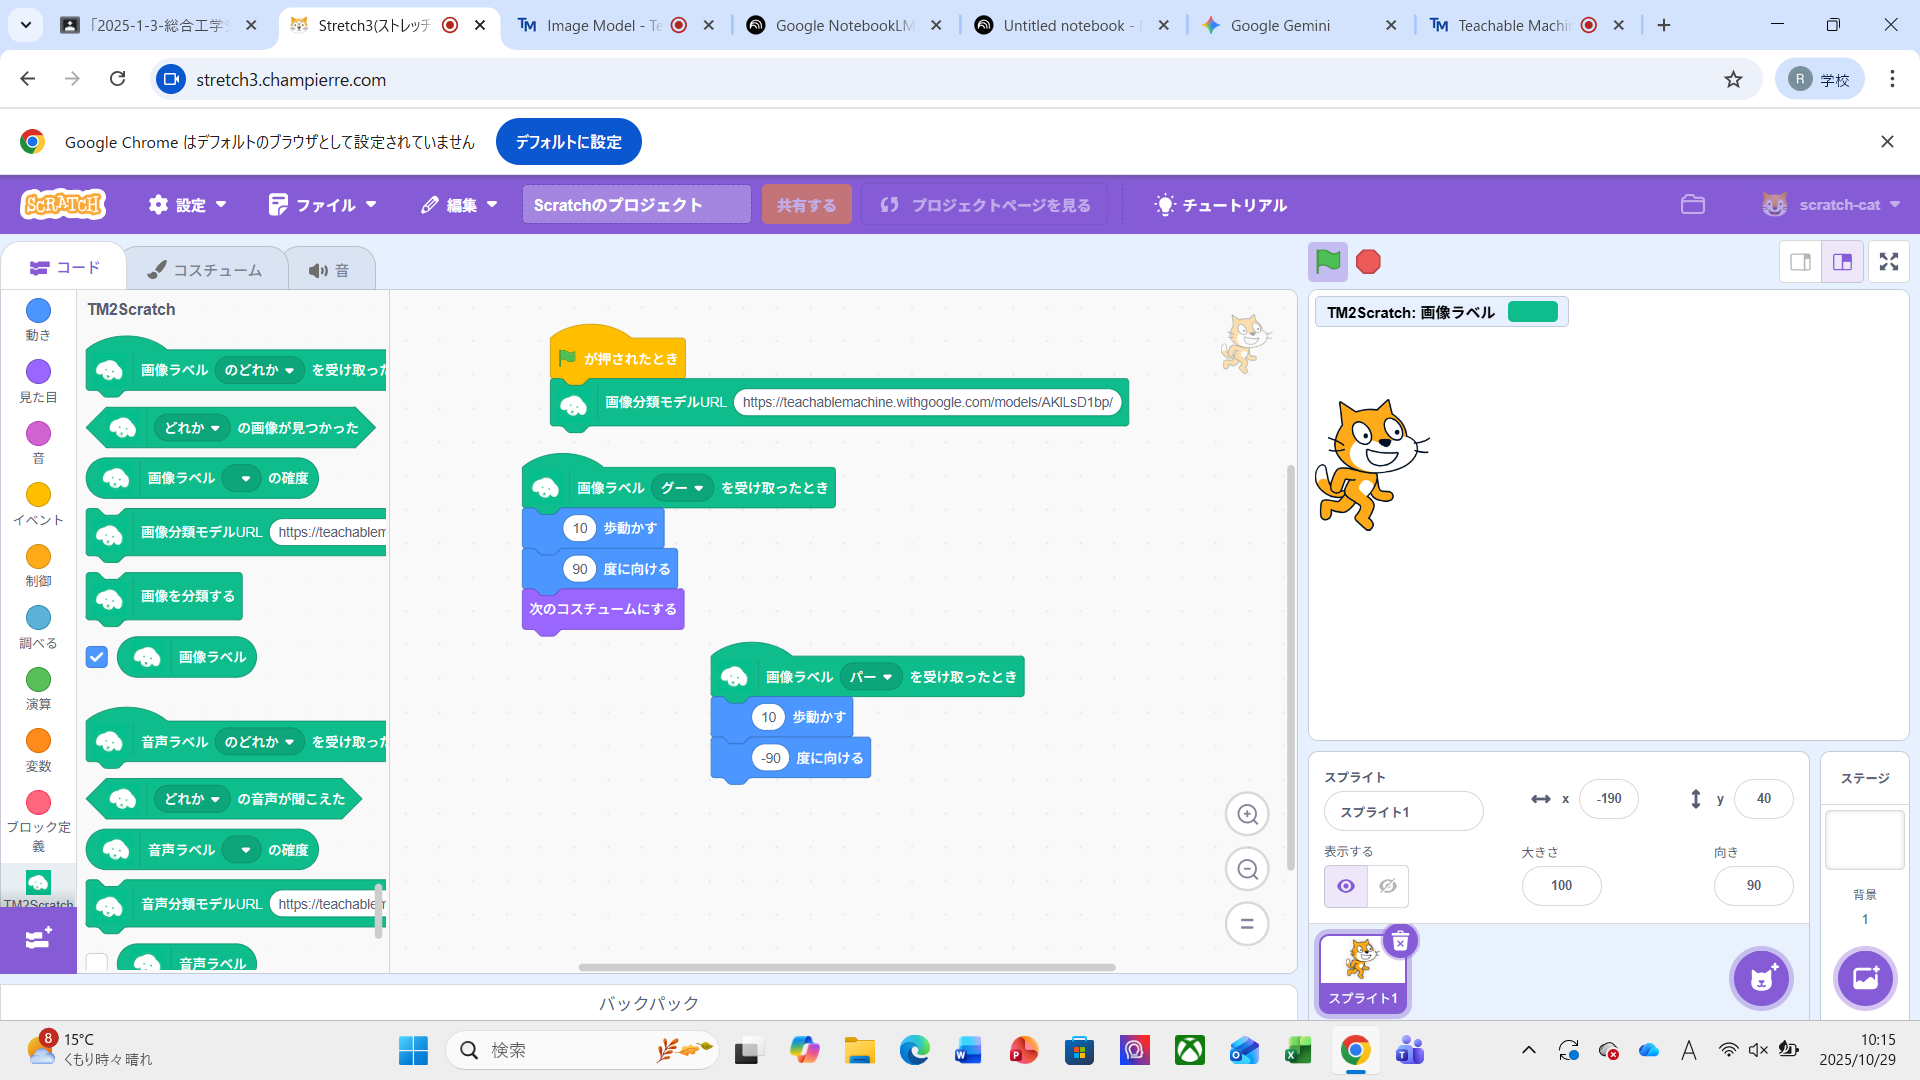 「2025-1-3-総合工学
Stretch3(ストレッチ
Image Model - Te
Google NotebookLM
Untitled notebook -
Google Gemini
Teachable Machin
stretch3.champierre.com
R 学校
Google Chrome はデフォルトのブラウザとして設定されていません
デフォルトに設定
SCRATCH
設定
ファイル
編集
Scratchのプロジェクト
共有する
プロジェクトページを見る
チュートリアル
scratch-cat
コード
コスチューム
音
動き
見た目
音
イベント
制御
調べる
演算
変数
ブロック定
義
TM2Scratch
TM2Scratch
画像ラベル のどれか を受け取った
どれか の画像が見つかった
画像ラベル の確度
画像分類モデルURL https://teachablem
画像を分類する
画像ラベル
音声ラベル のどれか を受け取った
どれか の音声が聞こえた
音声ラベル の確度
音声分類モデルURL https://teachablem
音声ラベル
が押されたとき
画像分類モデルURL https://teachablemachine.withgoogle.com/models/AKlLsD1bp/
画像ラベル グー を受け取ったとき
10 歩動かす
90 度に向ける
次のコスチュームにする
画像ラベル パー を受け取ったとき
10 歩動かす
-90 度に向ける
バックパック
TM2Scratch: 画像ラベル
スプライト
スプライト1
x -190
y 40
表示する
大きさ
100
向き
90
スプライト1
ステージ
背景
1
8
15°C
くもり時々晴れ
検索
A
10:15
2025/10/29